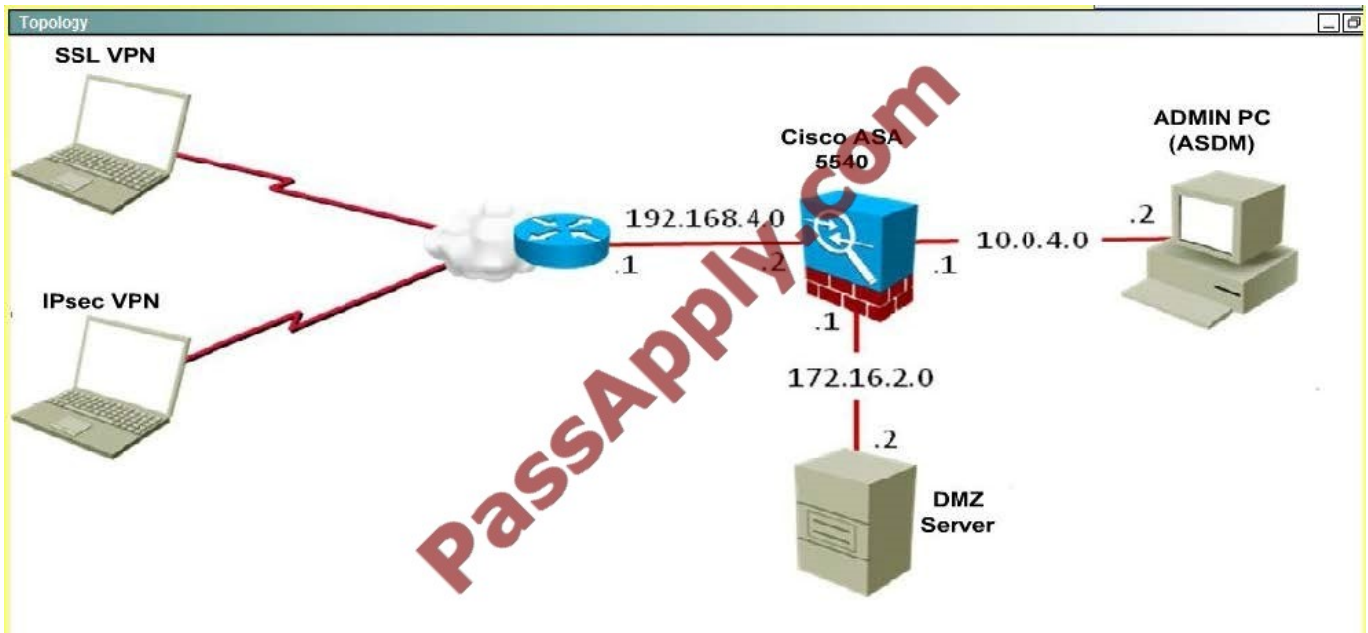 Topology
SSL VPN
IPsec VPN
192.168.4.0
.1
.2
Cisco ASA
5540
.1
10.0.4.0
.2
ADMIN PC
(ASDM)
.1
172.16.2.0
.2
DMZ
Server
PassApply.com